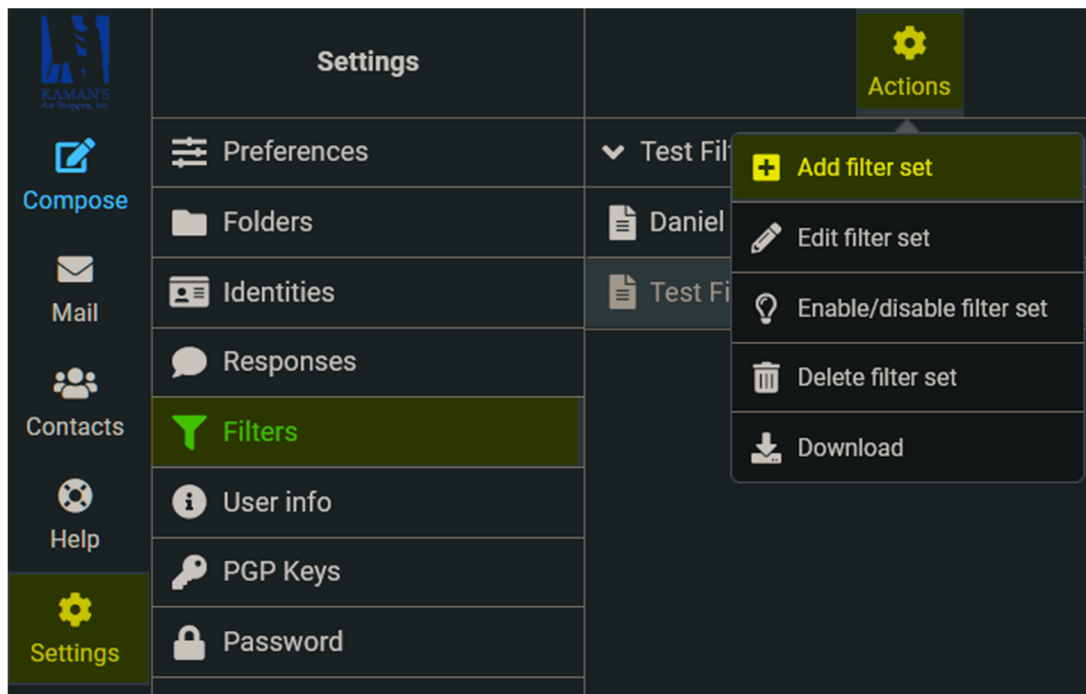 KAMAN'S
Settings
Actions
Compose
Mail
Contacts
Help
Settings
Preferences
Folders
Identities
Responses
Filters
User info
PGP Keys
Password
Test Fil
Daniel
Test Fi
Add filter set
Edit filter set
Enable/disable filter set
Delete filter set
Download